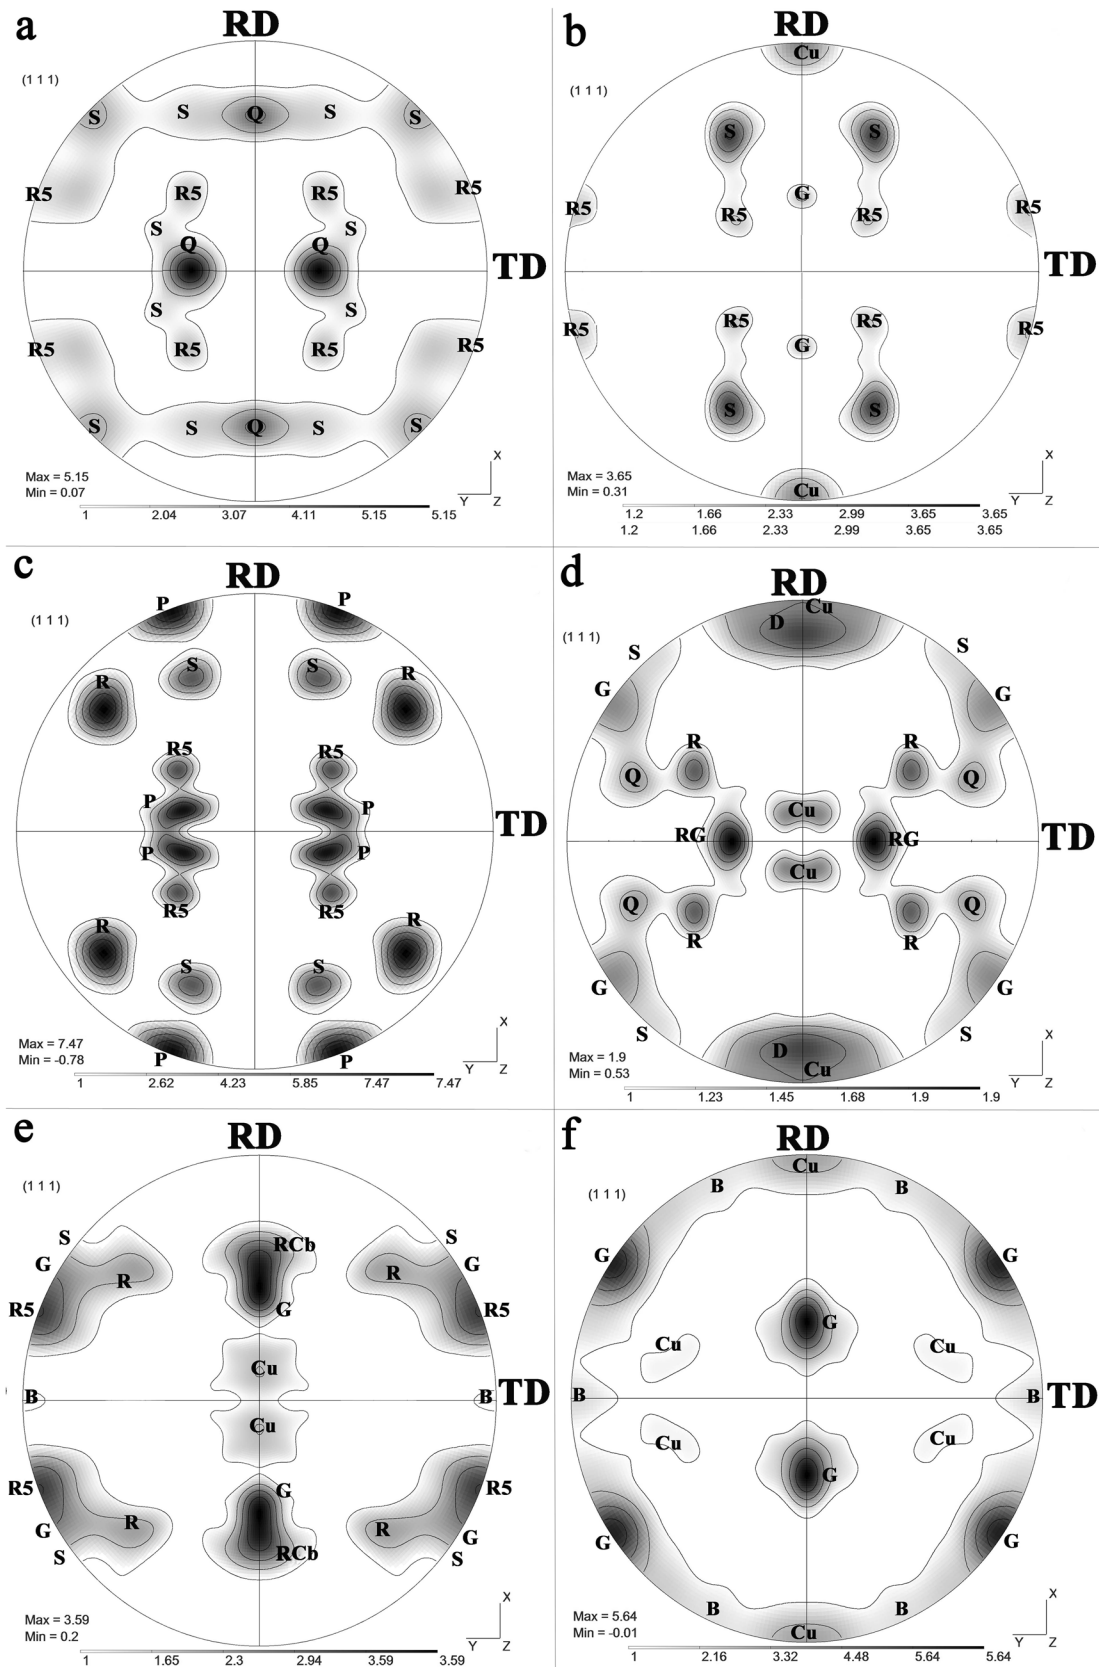 a
RD
(1 1 1)
S S Q S S
R5 R5 R5 R5
S S
Q Q
TD
S S
R5 R5 R5 R5
S S Q S S
Max = 5.15
Min = 0.07
X
Y Z
1 2.04 3.07 4.11 5.15 5.15
b
RD
(1 1 1)
Cu
S S
G
R5 R5 R5 R5
TD
R5 R5 R5 R5
G
S S
Cu
Max = 3.65
Min = 0.31
X
Y Z
1.2 1.66 2.33 2.99 3.65 3.65
1.2 1.66 2.33 2.99 3.65 3.65
c
RD
(1 1 1)
P P
S S
R R
R5 R5
P P
TD
P P
R5 R5
R R
S S
P P
Max = 7.47
Min = -0.78
X
Y Z
1 2.62 4.23 5.85 7.47 7.47
d
RD
(1 1 1)
Cu
D
S S
G G
R R
Q Q
Cu
RG RG
TD
Cu
Q Q
R R
G G
S S
D
Cu
Max = 1.9
Min = 0.53
X
Y Z
1 1.23 1.45 1.68 1.9 1.9
e
RD
(1 1 1)
S S
RCb
G G
R R
R5 G R5
Cu
B B
TD
Cu
R5 G R5
R R
G G
S RCb S
Max = 3.59
Min = 0.2
X
Y Z
1 1.65 2.3 2.94 3.59 3.59
f
RD
(1 1 1)
Cu
B B
G G
G
Cu Cu
B B
TD
Cu Cu
G
G G
B B
Cu
Max = 5.64
Min = -0.01
X
Y Z
1 2.16 3.32 4.48 5.64 5.64